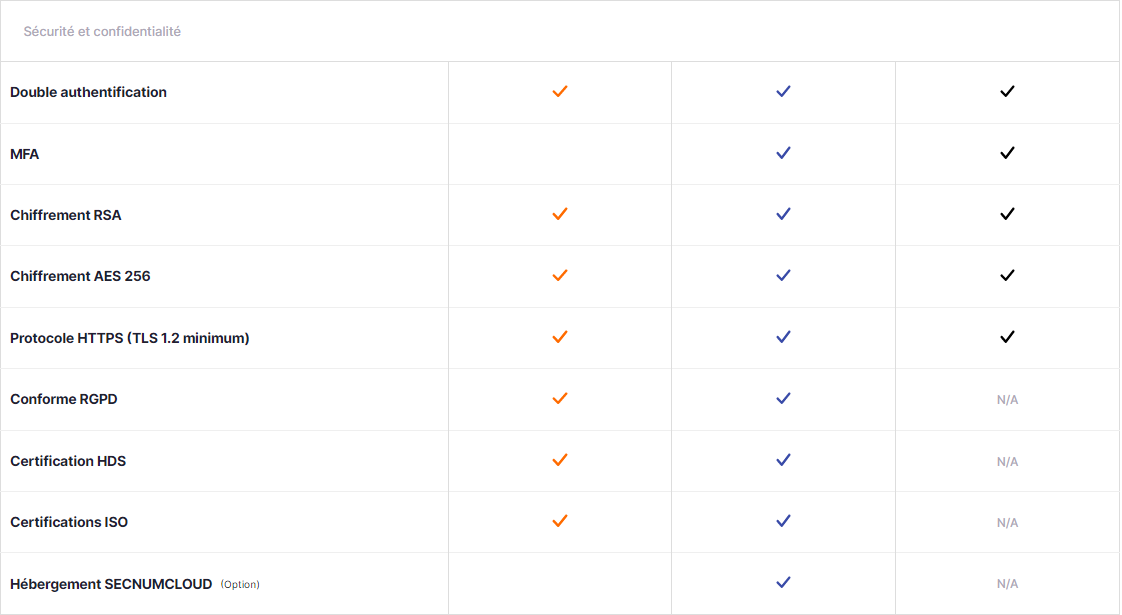 Sécurité et confidentialité
Double authentification
MFA
Chiffrement RSA
Chiffrement AES 256
Protocole HTTPS (TLS 1.2 minimum)
Conforme RGPD N/A
Certification HDS N/A
Certifications ISO N/A
Hébergement SECNUMCLOUD (Option) N/A